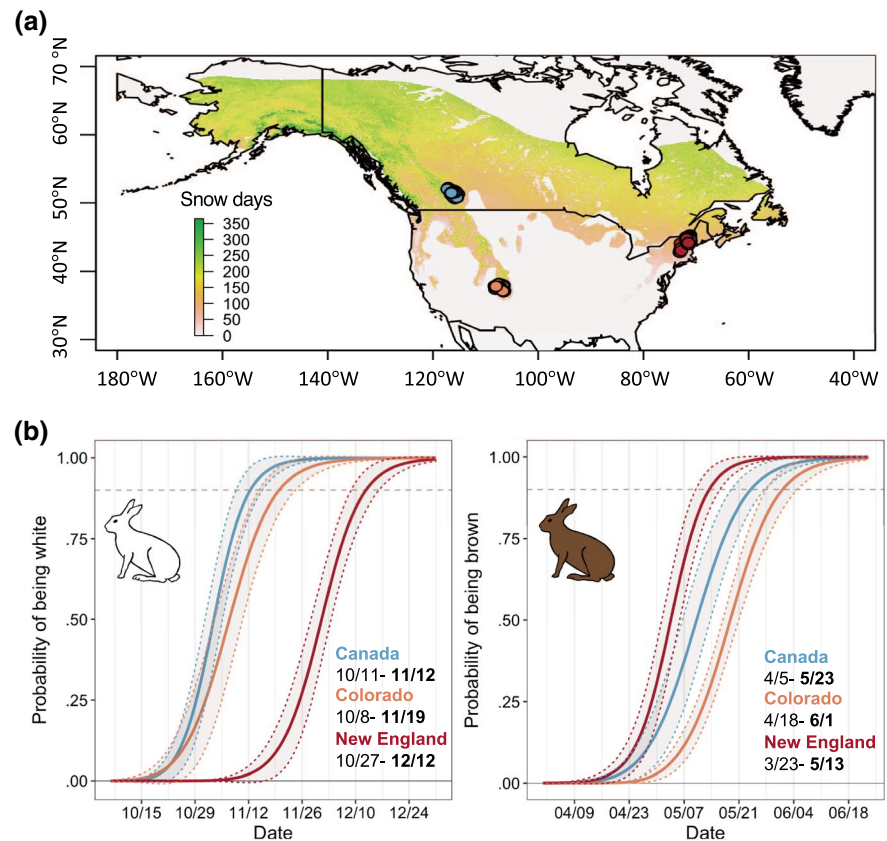 (a)
70 °N
60°N
50°N
40°N
30°N
Snow days
350
300
250
200
150
100
50
0
180°W 160°W 140°W 120°W 100°W 80°W 60°W 40°W
(b)
Probability of being white
1.00
.75
.50
.25
.00
Canada
10/11- 11/12
Colorado
10/8- 11/19
New England
10/27- 12/12
10/15 10/29 11/12 11/26 12/10 12/24
Date
Probability of being brown
1.00
.75
.50
.25
.00
Canada
4/5- 5/23
Colorado
4/18- 6/1
New England
3/23- 5/13
04/09 04/23 05/07 05/21 06/04 06/18
Date